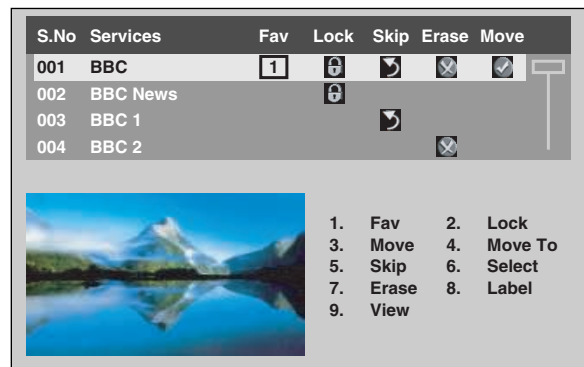 S.No Services Fav Lock Skip Erase Move
001 BBC 1
002 BBC News
003 BBC 1
004 BBC 2
1. Fav 2. Lock
3. Move 4. Move To
5. Skip 6. Select
7. Erase 8. Label
9. View